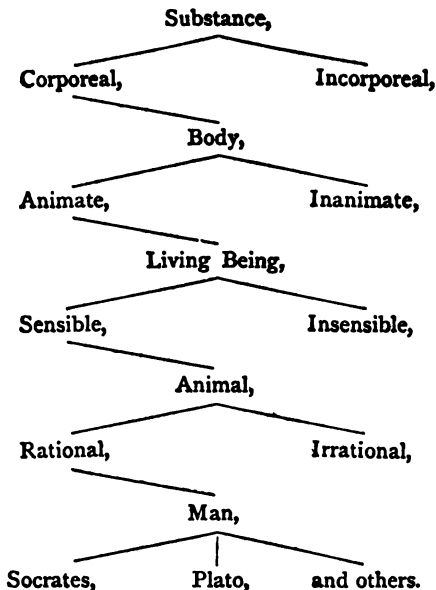 Substance,
Corporeal, Incorporeal,
Body,
Animate, Inanimate,
Living Being,
Sensible, Insensible,
Animal,
Rational, Irrational,
Man,
Socrates, Plato, and others.